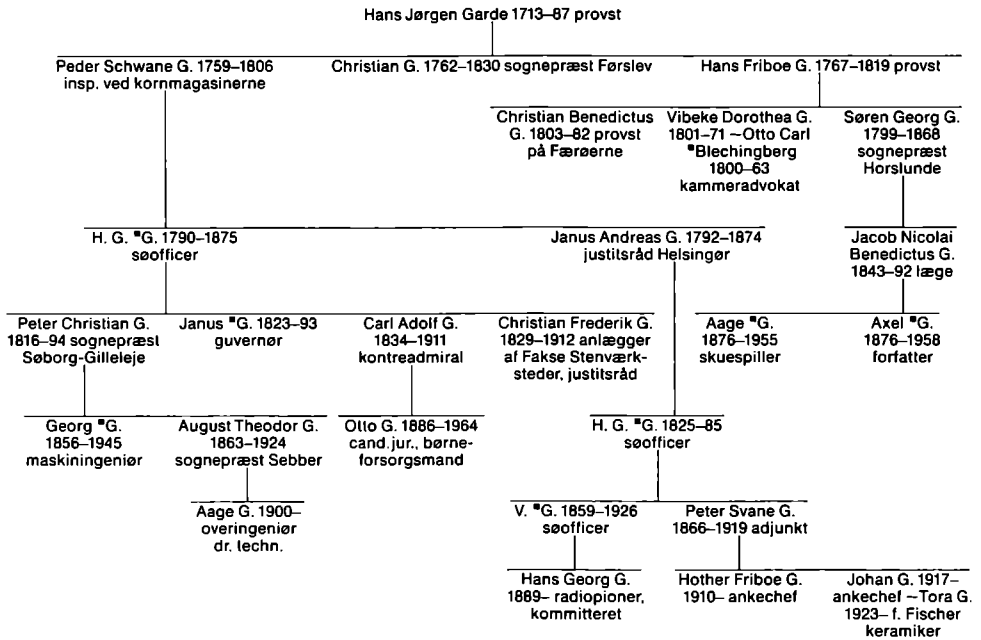 Hans Jørgen Garde 1713–87 provst
Peder Schwane G. 1759–1806
insp. ved kornmagasinerne
Christian G. 1762–1830 sognepræst Førslev
Hans Friboe G. 1767–1819 provst
Christian Benedictus
G. 1803–82 provst
på Færøerne
Vibeke Dorothea G.
1801–71 ~Otto Carl
■Blechingberg
1800–63
kammeradvokat
Søren Georg G.
1799–1868
sognepræst
Horslunde
H. G. ■G. 1790–1875
søofficer
Janus Andreas G. 1792–1874
justitsråd Helsingør
Jacob Nicolai
Benedictus G.
1843–92 læge
Peter Christian G.
1816–94 sognepræst
Søborg-Gilleleje
Janus ■G. 1823–93
guvernør
Carl Adolf G.
1834–1911
kontreadmiral
Christian Frederik G.
1829–1912 anlægger
af Fakse Stenværk-
steder, justitsråd
Aage ■G.
1876–1955
skuespiller
Axel ■G.
1876–1958
forfatter
Georg ■G.
1856–1945
maskiningeniør
August Theodor G.
1863–1924
sognepræst Sebber
Otto G. 1886–1964
cand.jur., børne-
forsorgsmand
H. G. ■G. 1825–85
søofficer
Aage G. 1900–
overingeniør
dr. techn.
V. ■G. 1859–1926
søofficer
Peter Svane G.
1866–1919 adjunkt
Hans Georg G.
1889– radiopioner,
kommitteret
Hother Friboe G.
1910– ankechef
Johan G. 1917–
ankechef ~Tora G.
1923– f. Fischer
keramiker